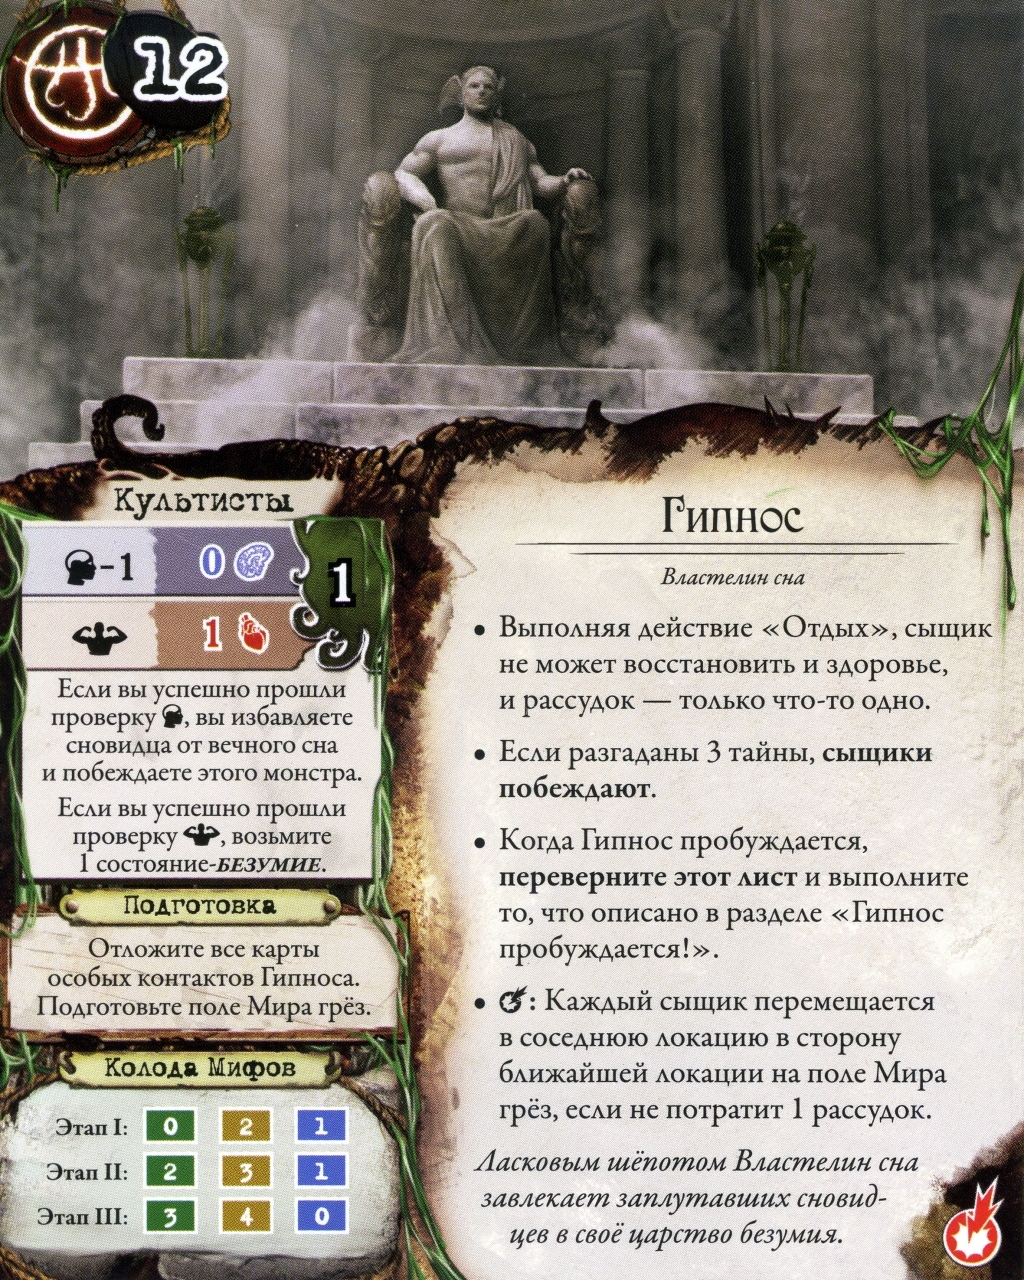 12
Культисты
-1
0
1
1
Если вы успешно прошли
проверку , вы избавляете
сновидца от вечного сна
и побеждаете этого монстра.
Если вы успешно прошли
проверку , возьмите
1 состояние-БЕЗУМИЕ.
Подготовка
Отложите все карты
особых контактов Гипноса.
Подготовьте поле Мира грёз.
Колода Мифов
Этап I: 0 2 1
Этап II: 2 3 1
Этап III: 3 4 0
Гипнос
Властелин сна
• Выполняя действие «Отдых», сыщик
не может восстановить и здоровье,
и рассудок — только что-то одно.
• Если разгаданы 3 тайны, сыщики
побеждают.
• Когда Гипнос пробуждается,
переверните этот лист и выполните
то, что описано в разделе «Гипнос
пробуждается!».
• : Каждый сыщик перемещается
в соседнюю локацию в сторону
ближайшей локации на поле Мира
грёз, если не потратит 1 рассудок.
Ласковым шёпотом Властелин сна
завлекает заплутавших сновид-
цев в своё царство безумия.